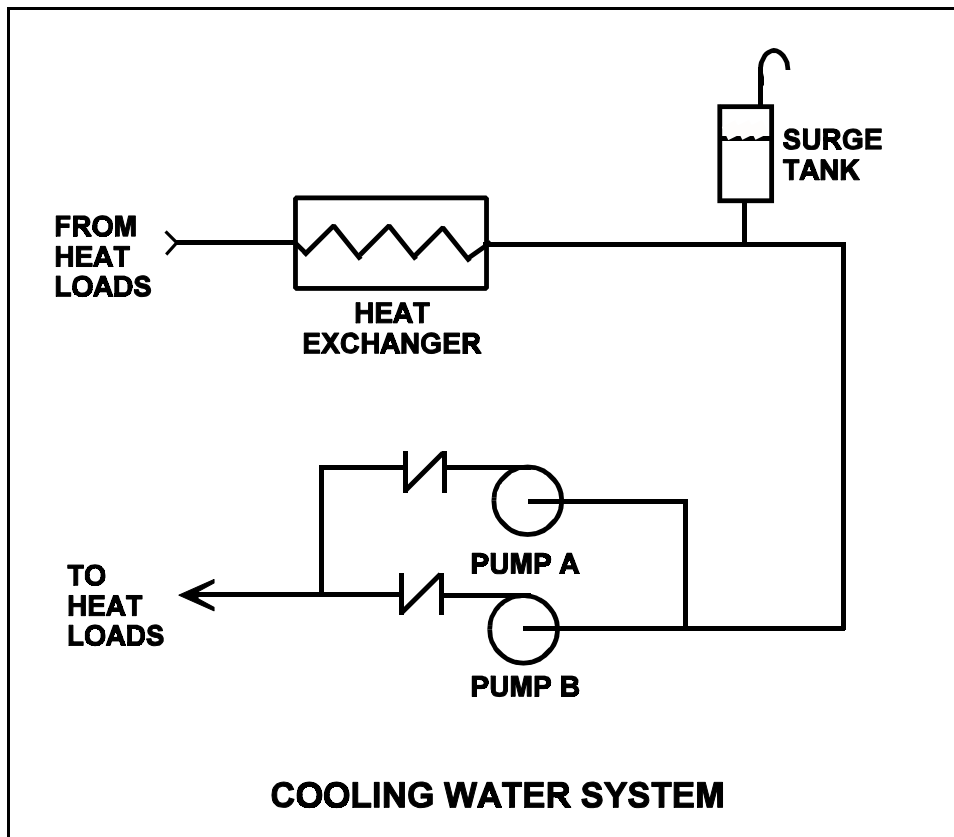 SURGE
TANK
FROM
HEAT
LOADS
HEAT
EXCHANGER
PUMP A
TO
HEAT
LOADS
PUMP B
COOLING WATER SYSTEM